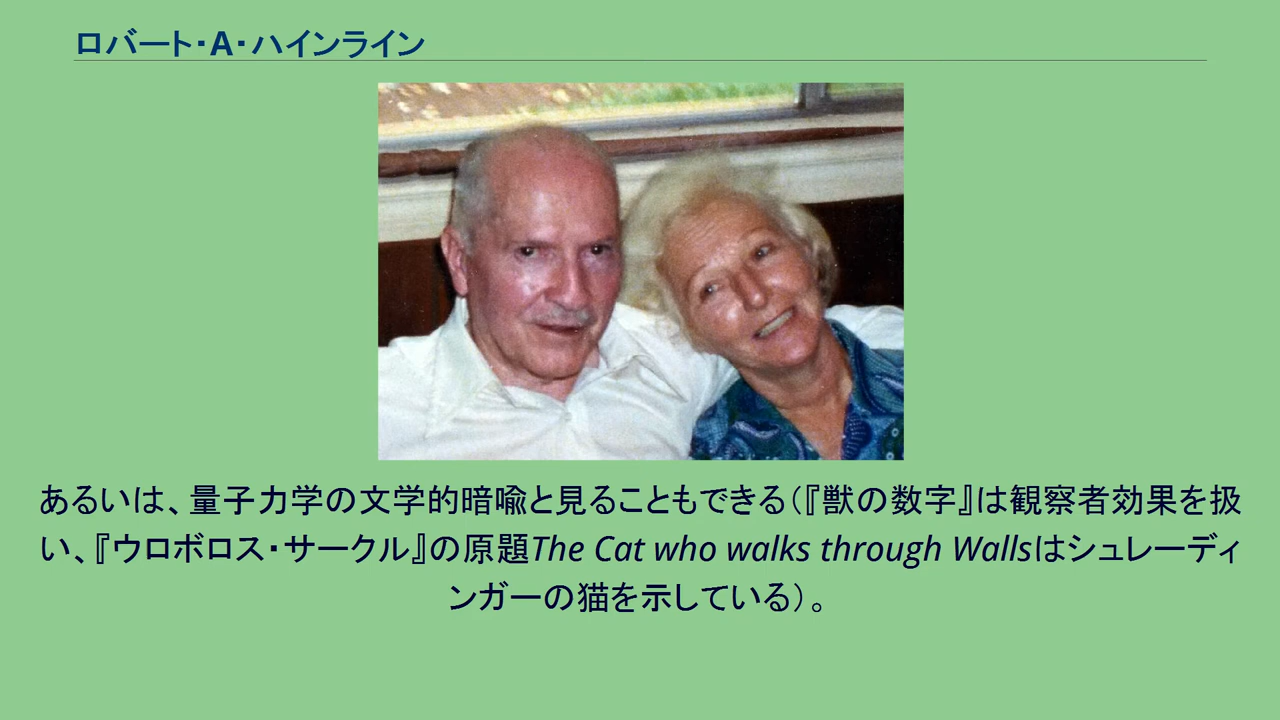 ロバート・A・ハインライン
あるいは、量子力学の文学的暗喩と見ることもできる（『獣の数字』は観察者効果を扱
い、『ウロボロス・サークル』の原題The Cat who walks through Wallsはシュレーディ
ンガーの猫を示している）。